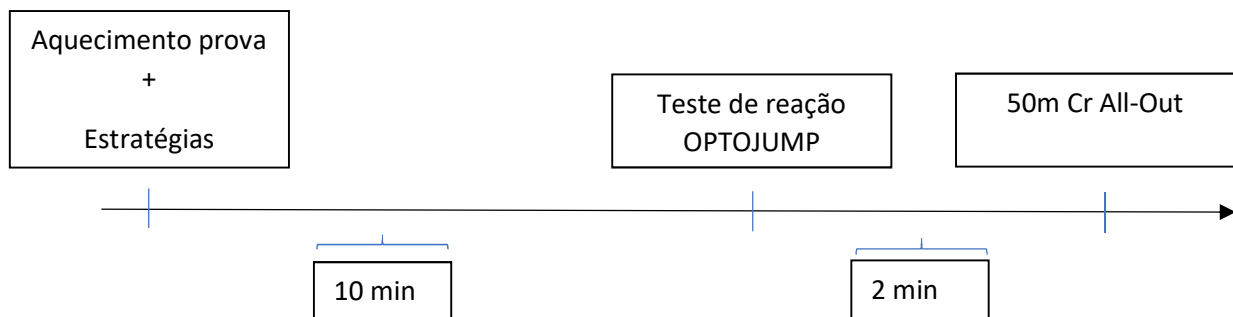 Aquecimento prova
+
Estratégias
Teste de reação
OPTOJUMP
50m Cr All-Out
10 min
2 min